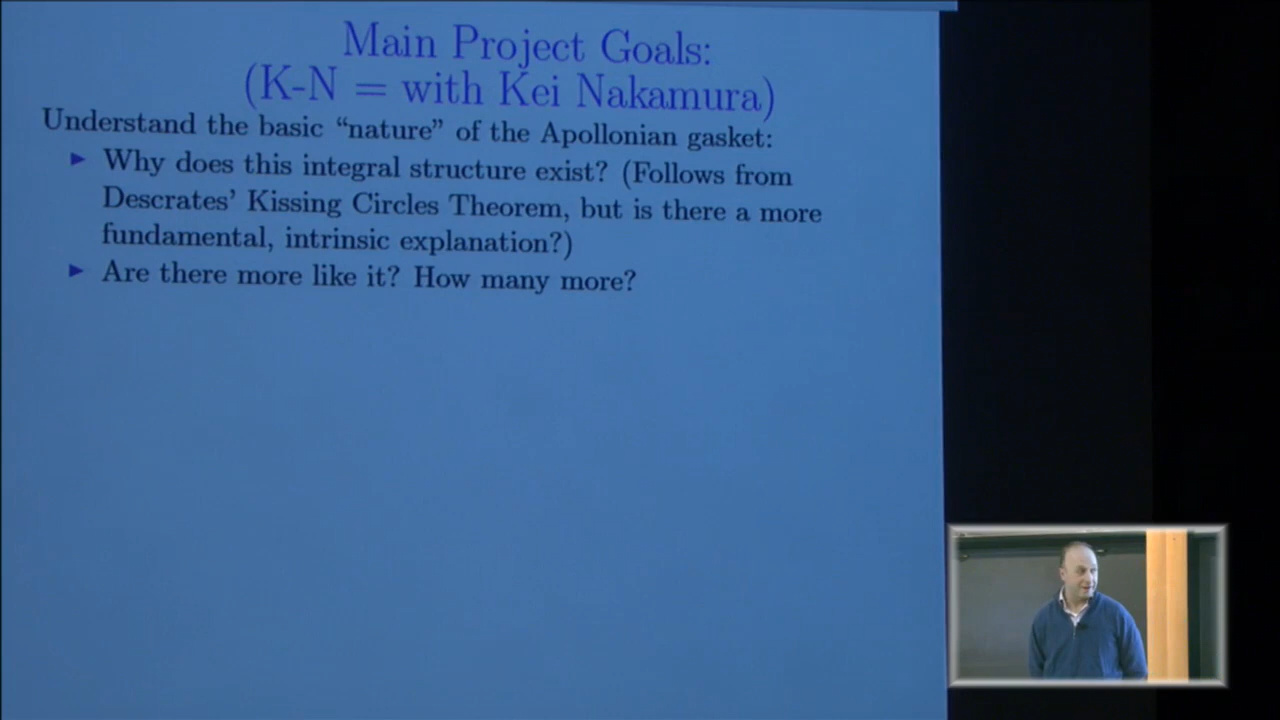 Main Project Goals:
(K-N = with Kei Nakamura)
Understand the basic “nature” of the Apollonian gasket:
▶ Why does this integral structure exist? (Follows from
Descrates’ Kissing Circles Theorem, but is there a more
fundamental, intrinsic explanation?)
▶ Are there more like it? How many more?